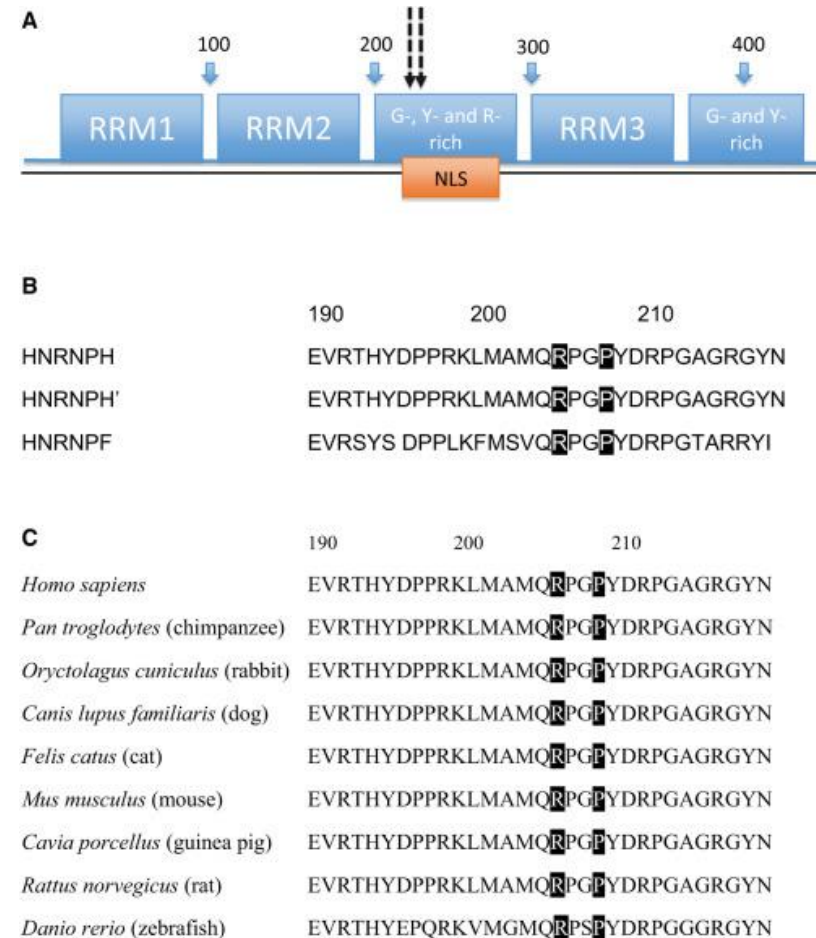 A
100 200 300 400
RRM1 RRM2 G-, Y- and R-rich RRM3 G- and Y-rich
NLS
B
190 200 210
HNRNPH EVRTHYDPPRKLMAMQRPGPYDRPGAGRGYN
HNRNPH’ EVRTHYDPPRKLMAMQRPGPYDRPGAGRGYN
HNRNPF EVRSYS DPPLKFMSVQRPGPYDRPGTARRYI
C
190 200 210
Homo sapiens EVRTHYDPPRKLMAMQRPGPYDRPGAGRGYN
Pan troglodytes (chimpanzee) EVRTHYDPPRKLMAMQRPGPYDRPGAGRGYN
Oryctolagus cuniculus (rabbit) EVRTHYDPPRKLMAMQRPGPYDRPGAGRGYN
Canis lupus familiaris (dog) EVRTHYDPPRKLMAMQRPGPYDRPGAGRGYN
Felis catus (cat) EVRTHYDPPRKLMAMQRPGPYDRPGAGRGYN
Mus musculus (mouse) EVRTHYDPPRKLMAMQRPGPYDRPGAGRGYN
Cavia porcellus (guinea pig) EVRTHYDPPRKLMAMQRPGPYDRPGAGRGYN
Rattus norvegicus (rat) EVRTHYDPPRKLMAMQRPGPYDRPGAGRGYN
Danio rerio (zebrafish) EVRTHYEPQRKVMGMQRPSPYDRPGGGRGYN